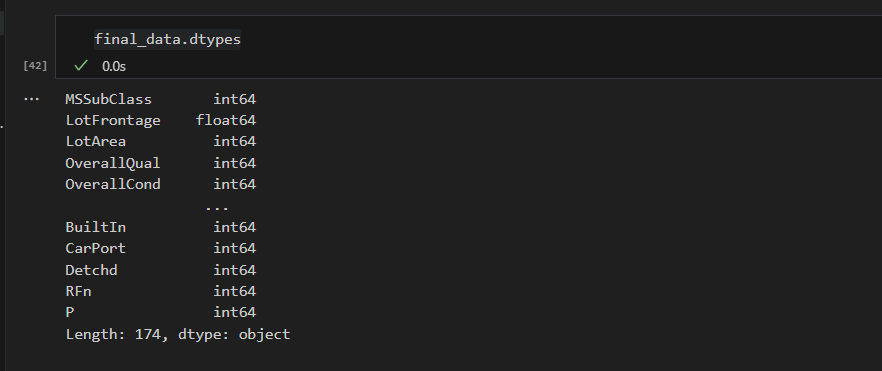 final_data.dtypes
[42] ✓ 0.0s
... MSSubClass int64
LotFrontage float64
LotArea int64
OverallQual int64
OverallCond int64
...
BuiltIn int64
CarPort int64
Detchd int64
RFn int64
P int64
Length: 174, dtype: object